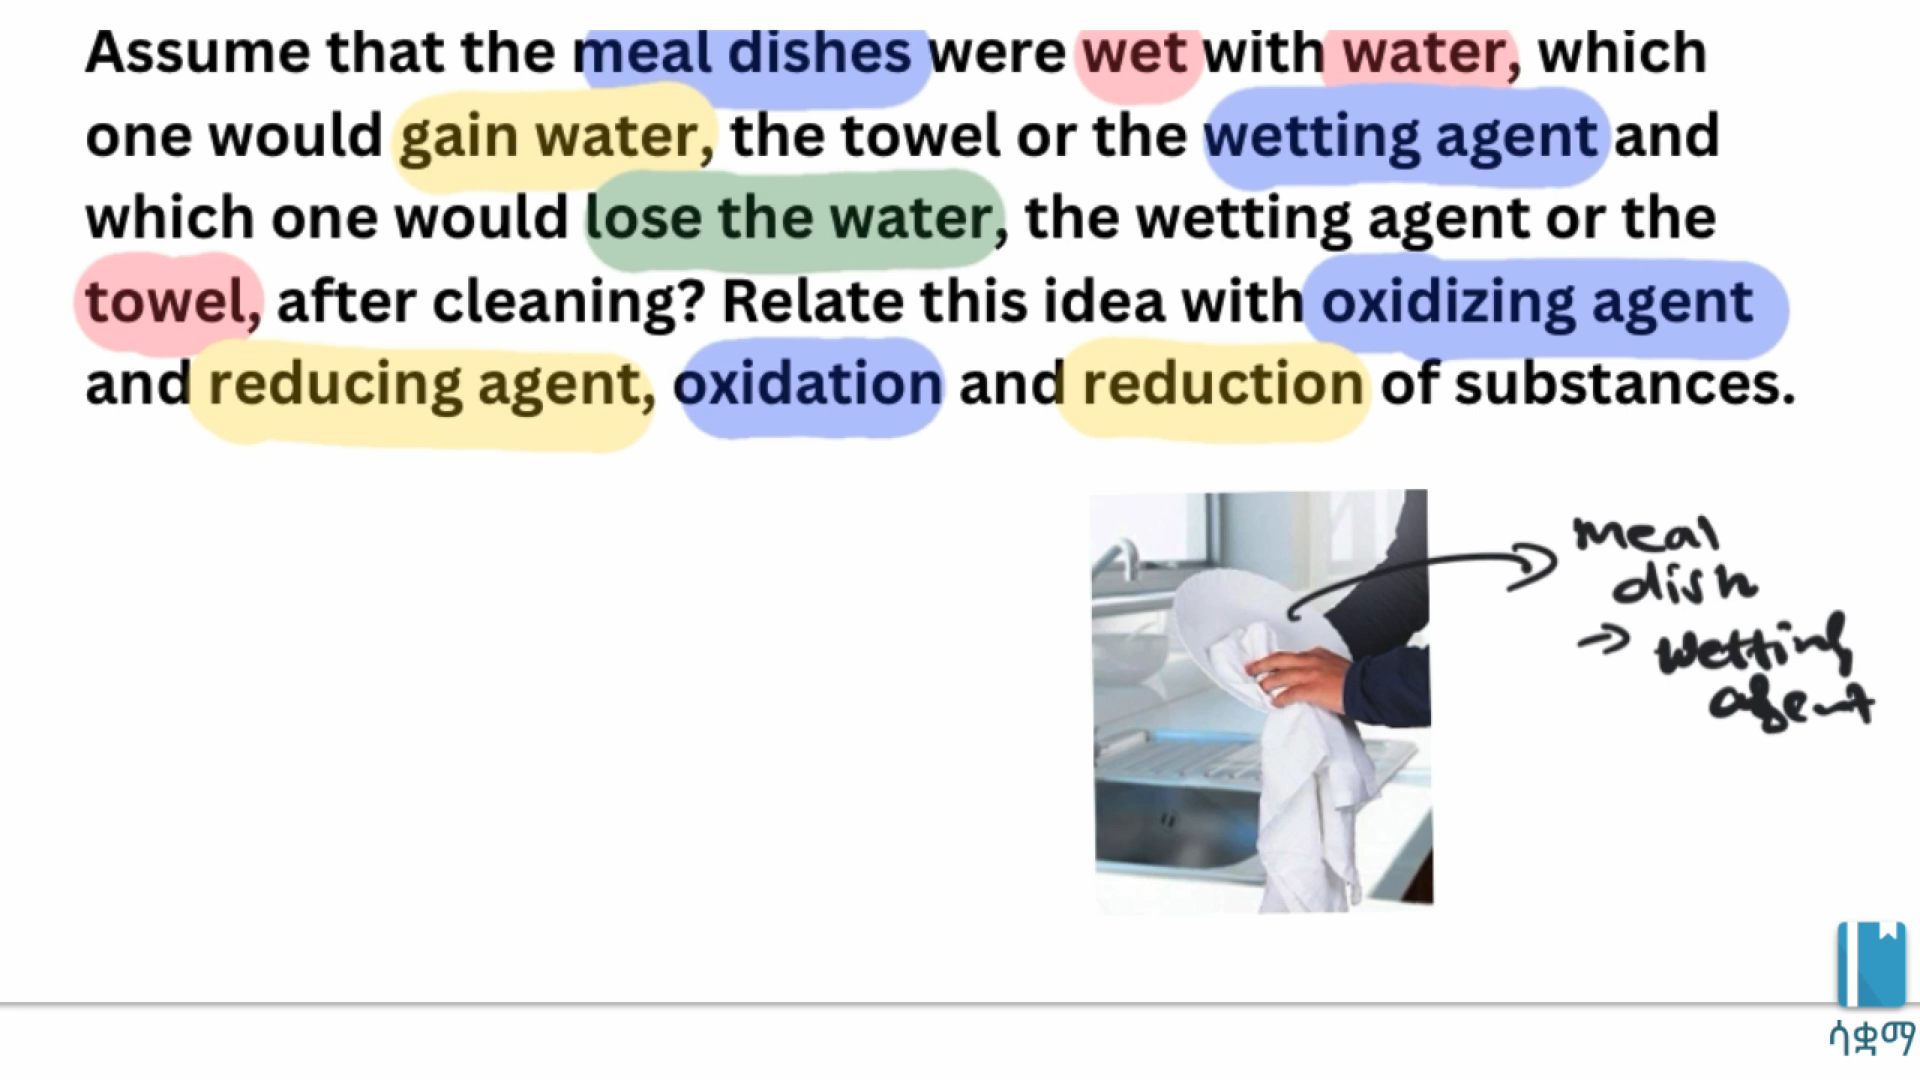 Assume that the meal dishes were wet with water, which
one would gain water, the towel or the wetting agent and
which one would lose the water, the wetting agent or the
towel, after cleaning? Relate this idea with oxidizing agent
and reducing agent, oxidation and reduction of substances.
meal
dish
→ wetting
agent
ሳቋማ